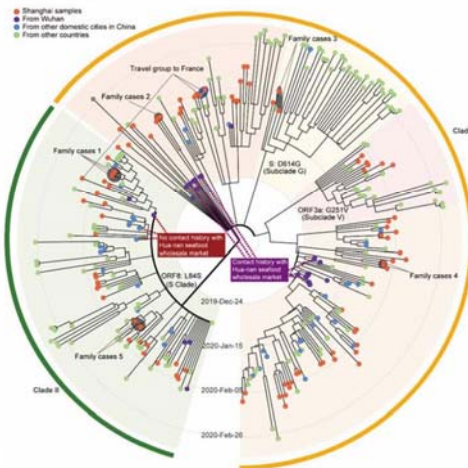 Shanghai samples
From Wuhan
From other domestic cities in China
From other countries
Family cases 3
Travel group to France
Family cases 2
Clade
Family cases 1
S: D614G
(Subclade G)
ORF3a: G251V
(Subclade V)
No contact history with
Hua-nan seafood
wholesale market
Contact history with
Hua-nan seafood
wholesale market
Family cases 4
ORF8: L84S
(S Clade)
2019-Dec-24
2020-Jan-15
Family cases 5
2020-Feb-05
Clade II
2020-Feb-26